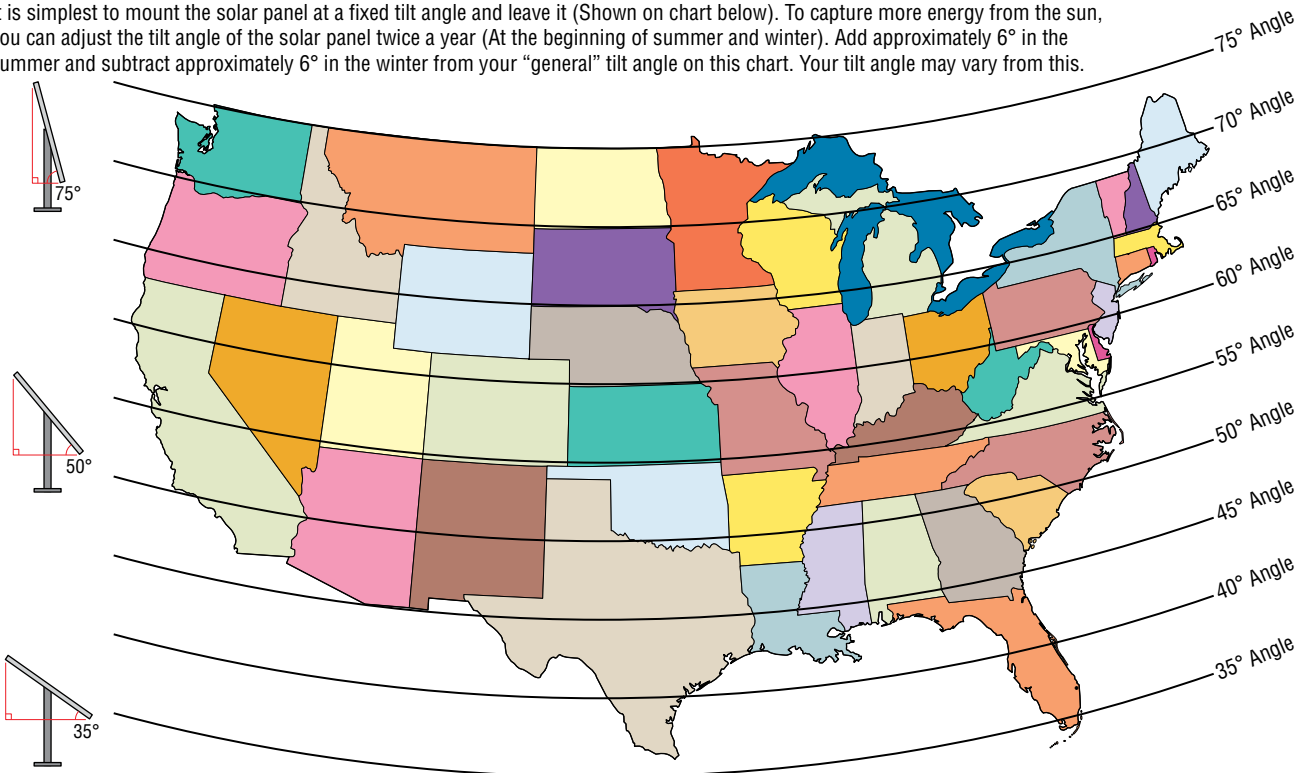 t is simplest to mount the solar panel at a fixed tilt angle and leave it (Shown on chart below). To capture more energy from the sun,
ou can adjust the tilt angle of the solar panel twice a year (At the beginning of summer and winter). Add approximately 6° in the
ummer and subtract approximately 6° in the winter from your “general” tilt angle on this chart. Your tilt angle may vary from this.
75° Angle
70° Angle
65° Angle
60° Angle
55° Angle
50° Angle
45° Angle
40° Angle
35° Angle
75°
50°
35°